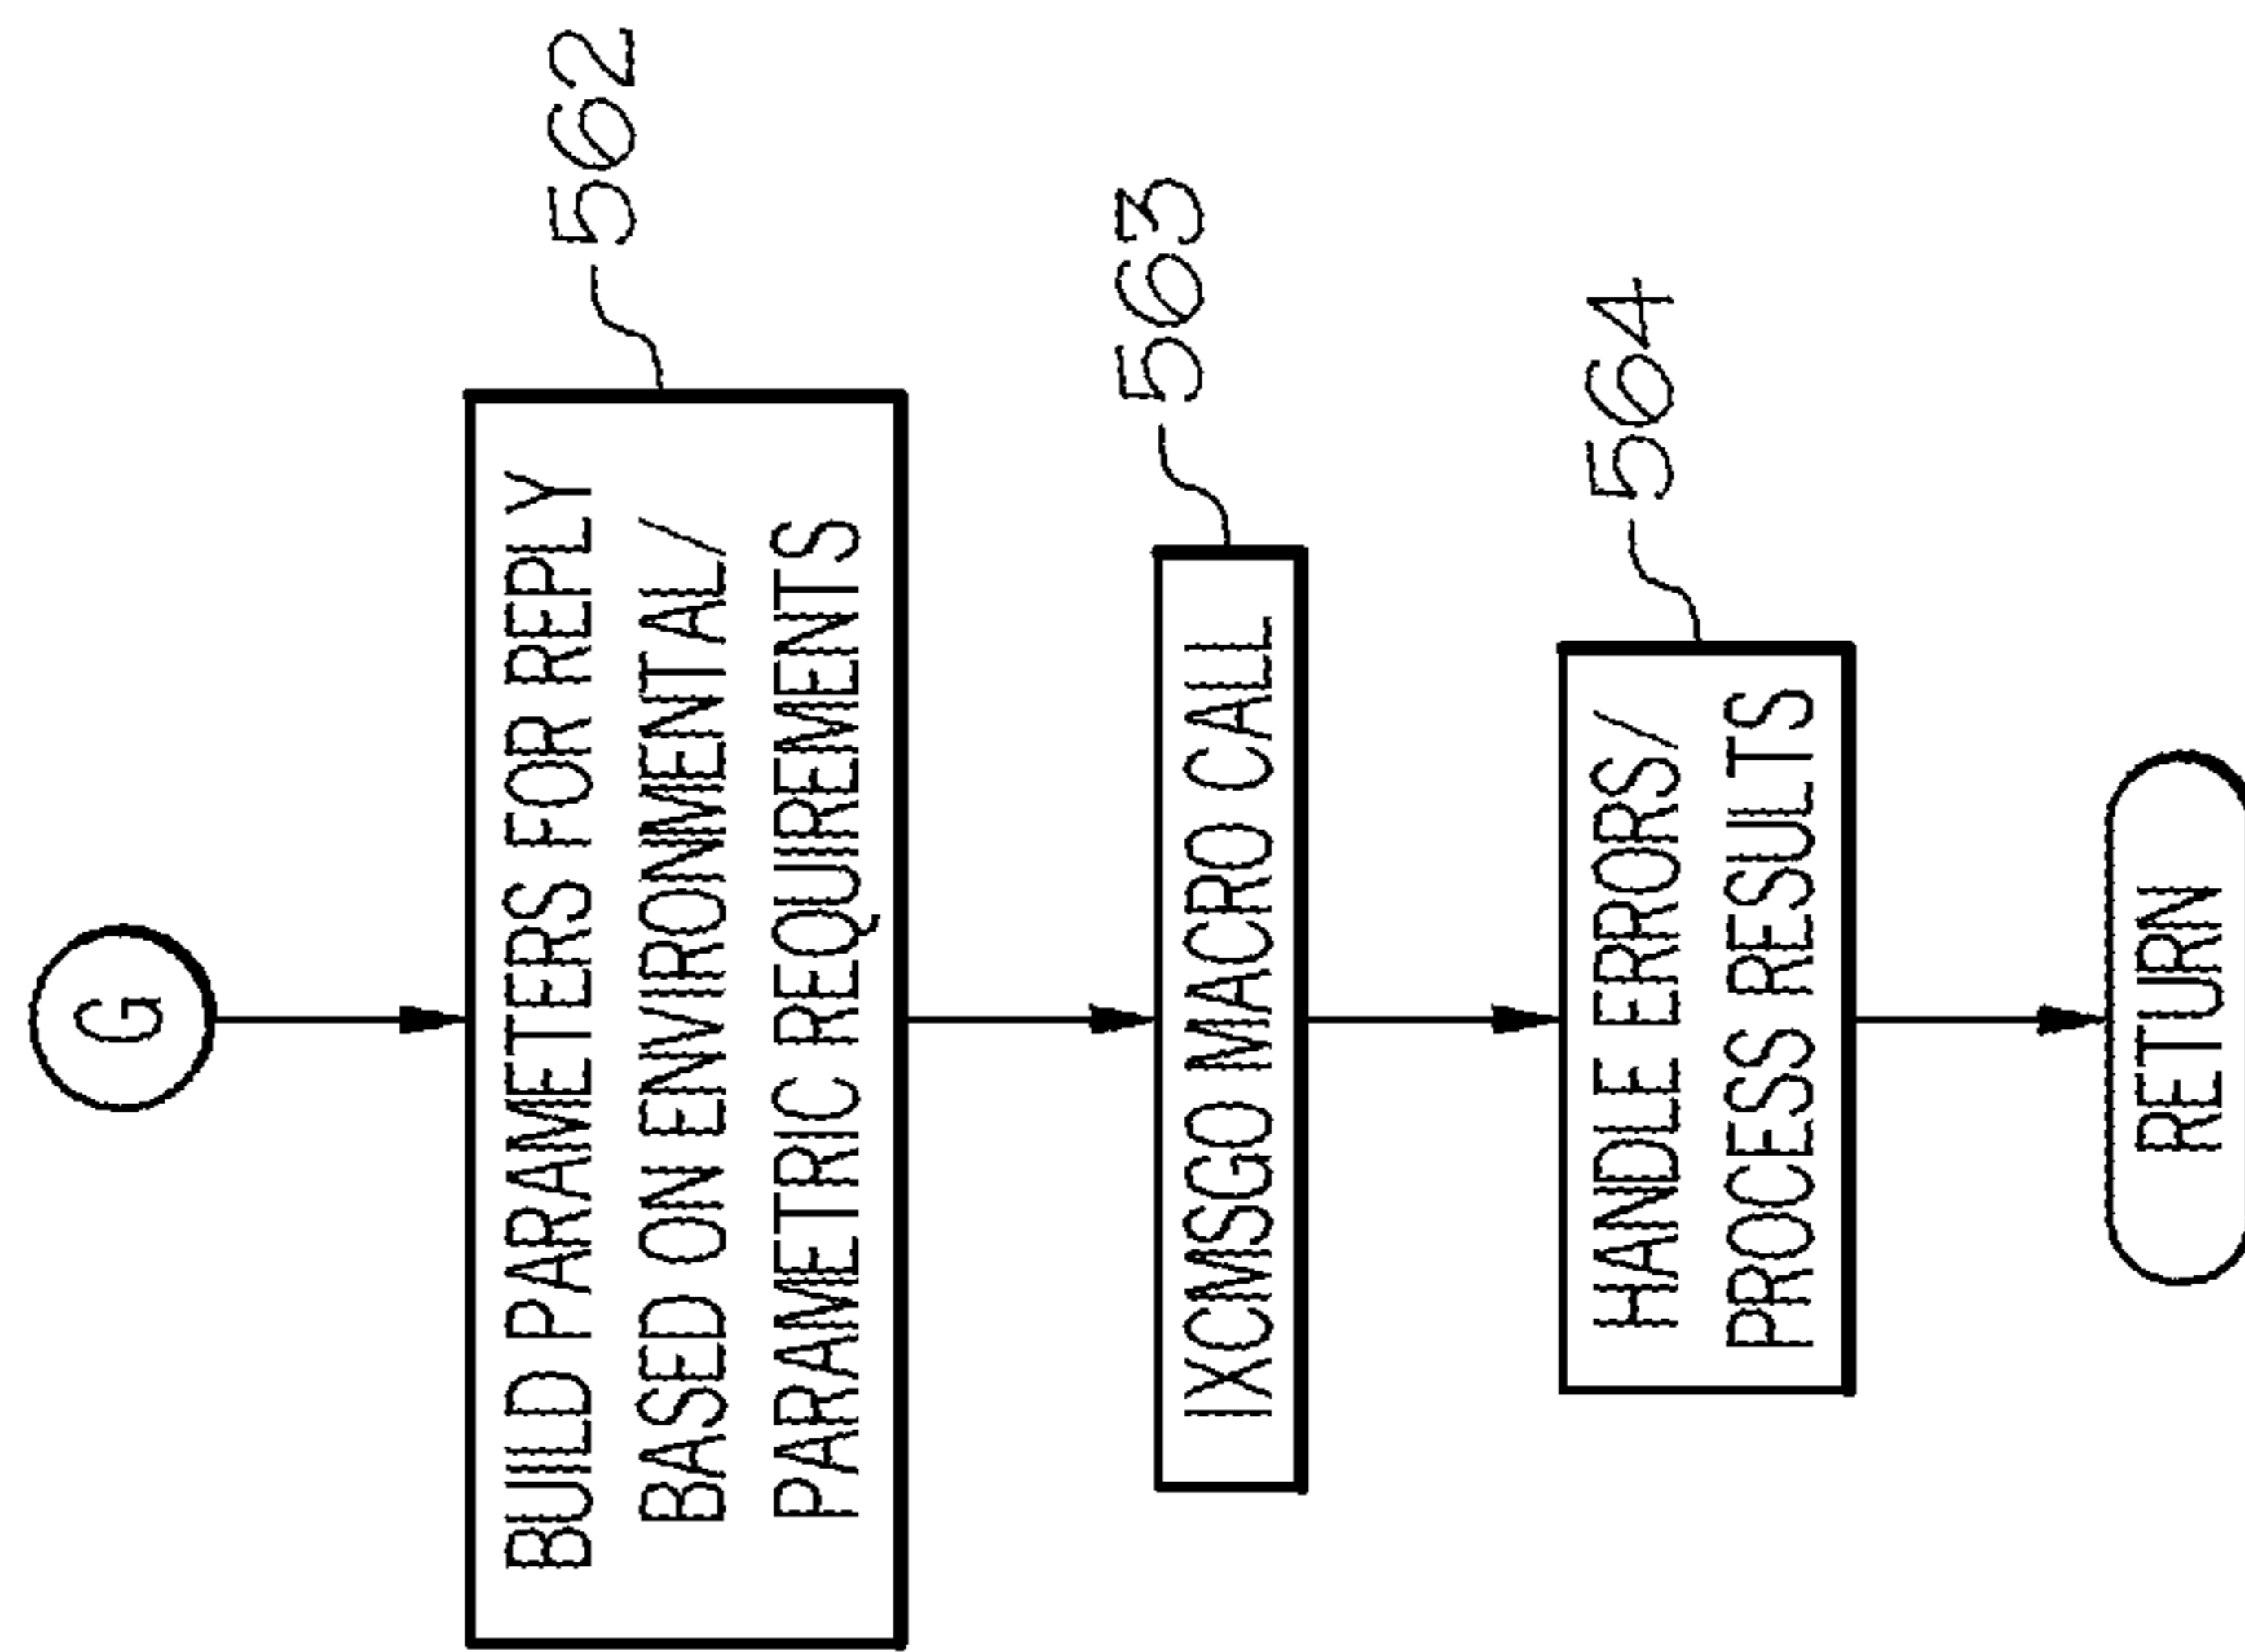 G
BUILD PARAMETERS FOR REPLY
BASED ON ENVIRONMENTAL/
PARAMETRIC REQUIREMENTS
562
IXCMSGO MACRO CALL
563
HANDLE ERRORS/
PROCESS RESULTS
564
RETURN